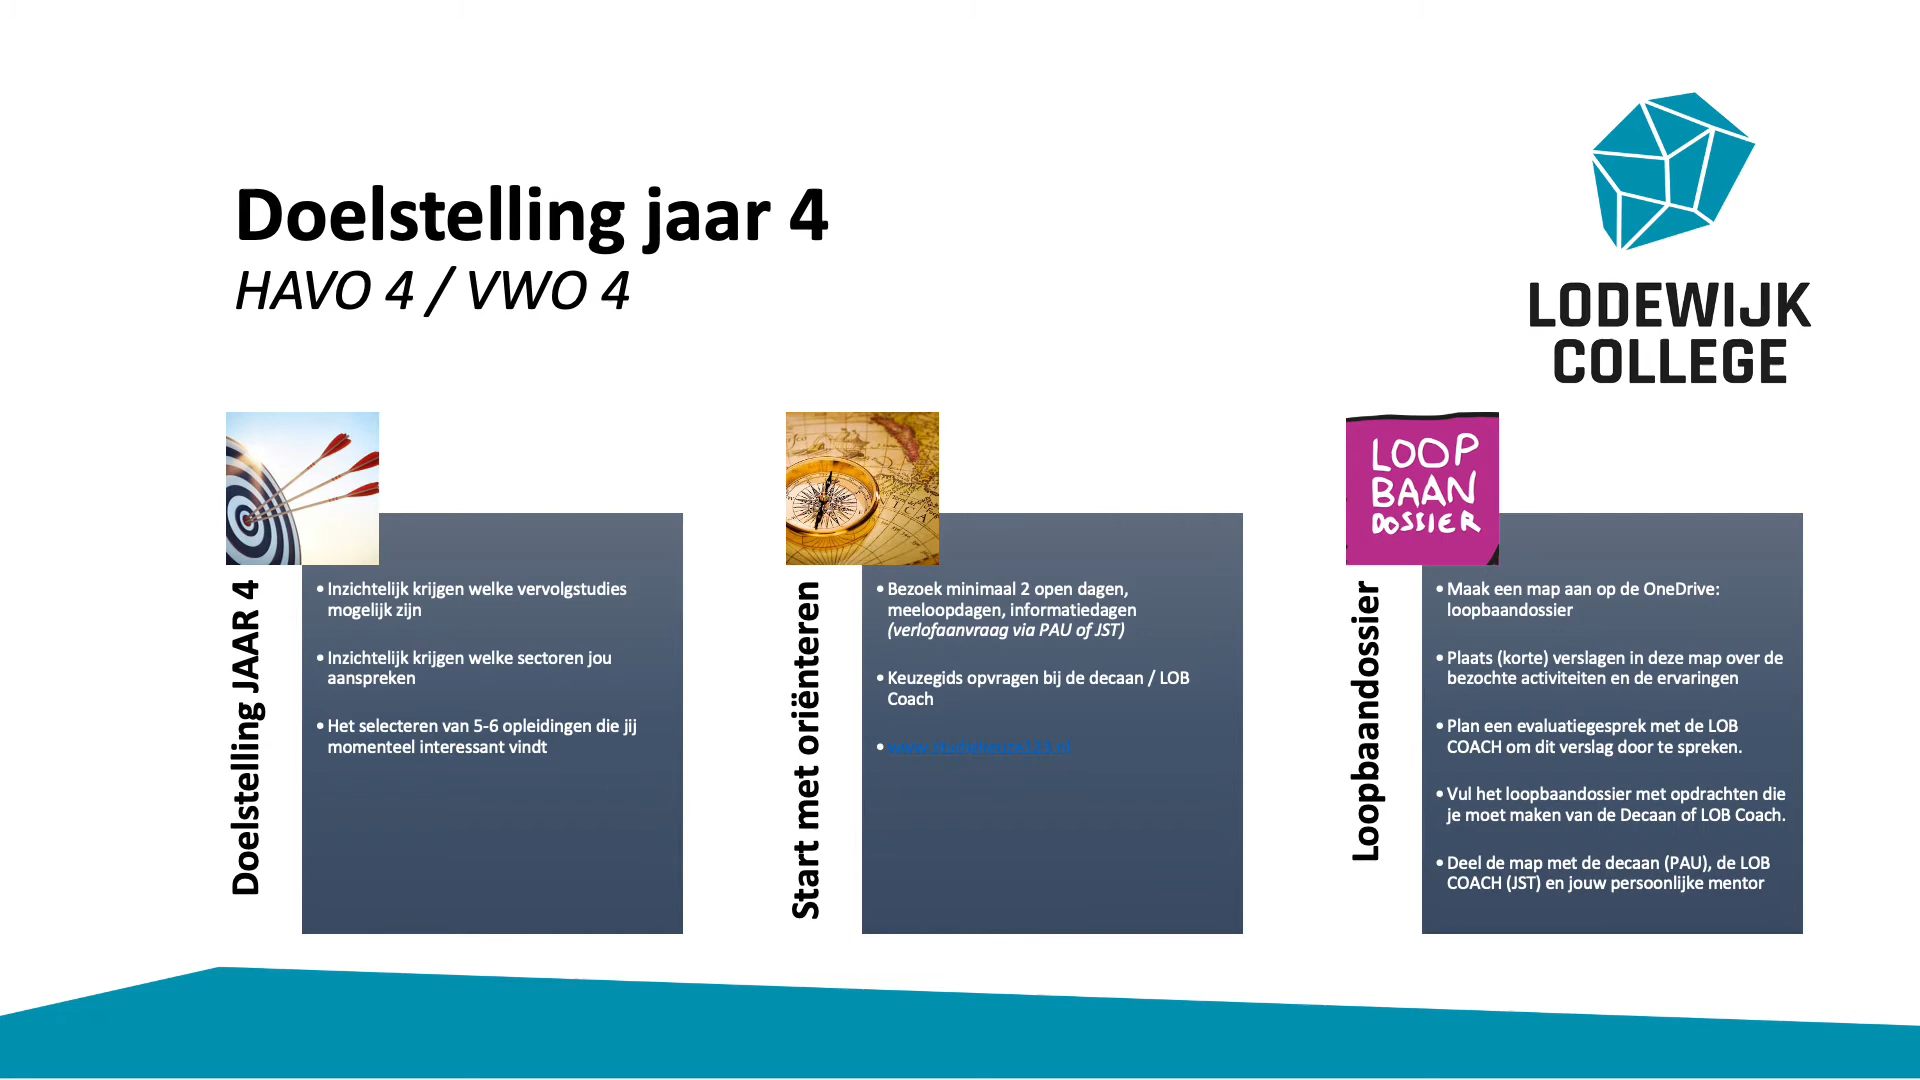 Doelstelling jaar 4
HAVO 4 / VWO 4
LODEWIJK
COLLEGE
Doelstelling JAAR 4
• Inzichtelijk krijgen welke vervolgstudies
mogelijk zijn
• Inzichtelijk krijgen welke sectoren jou
aanspreken
• Het selecteren van 5-6 opleidingen die jij
momenteel interessant vindt
Start met oriënteren
• Bezoek minimaal 2 open dagen,
meeloopdagen, informatiedagen
(verlofaanvraag via PAU of JST)
• Keuzegids opvragen bij de decaan / LOB
Coach
• www.studiekeuze123.nl
LOOP
BAAN
DOSSIER
Loopbaandossier
• Maak een map aan op de OneDrive:
loopbaandossier
• Plaats (korte) verslagen in deze map over de
bezochte activiteiten en de ervaringen
• Plan een evaluatiegesprek met de LOB
COACH om dit verslag door te spreken.
• Vul het loopbaandossier met opdrachten die
je moet maken van de Decaan of LOB Coach.
• Deel de map met de decaan (PAU), de LOB
COACH (JST) en jouw persoonlijke mentor